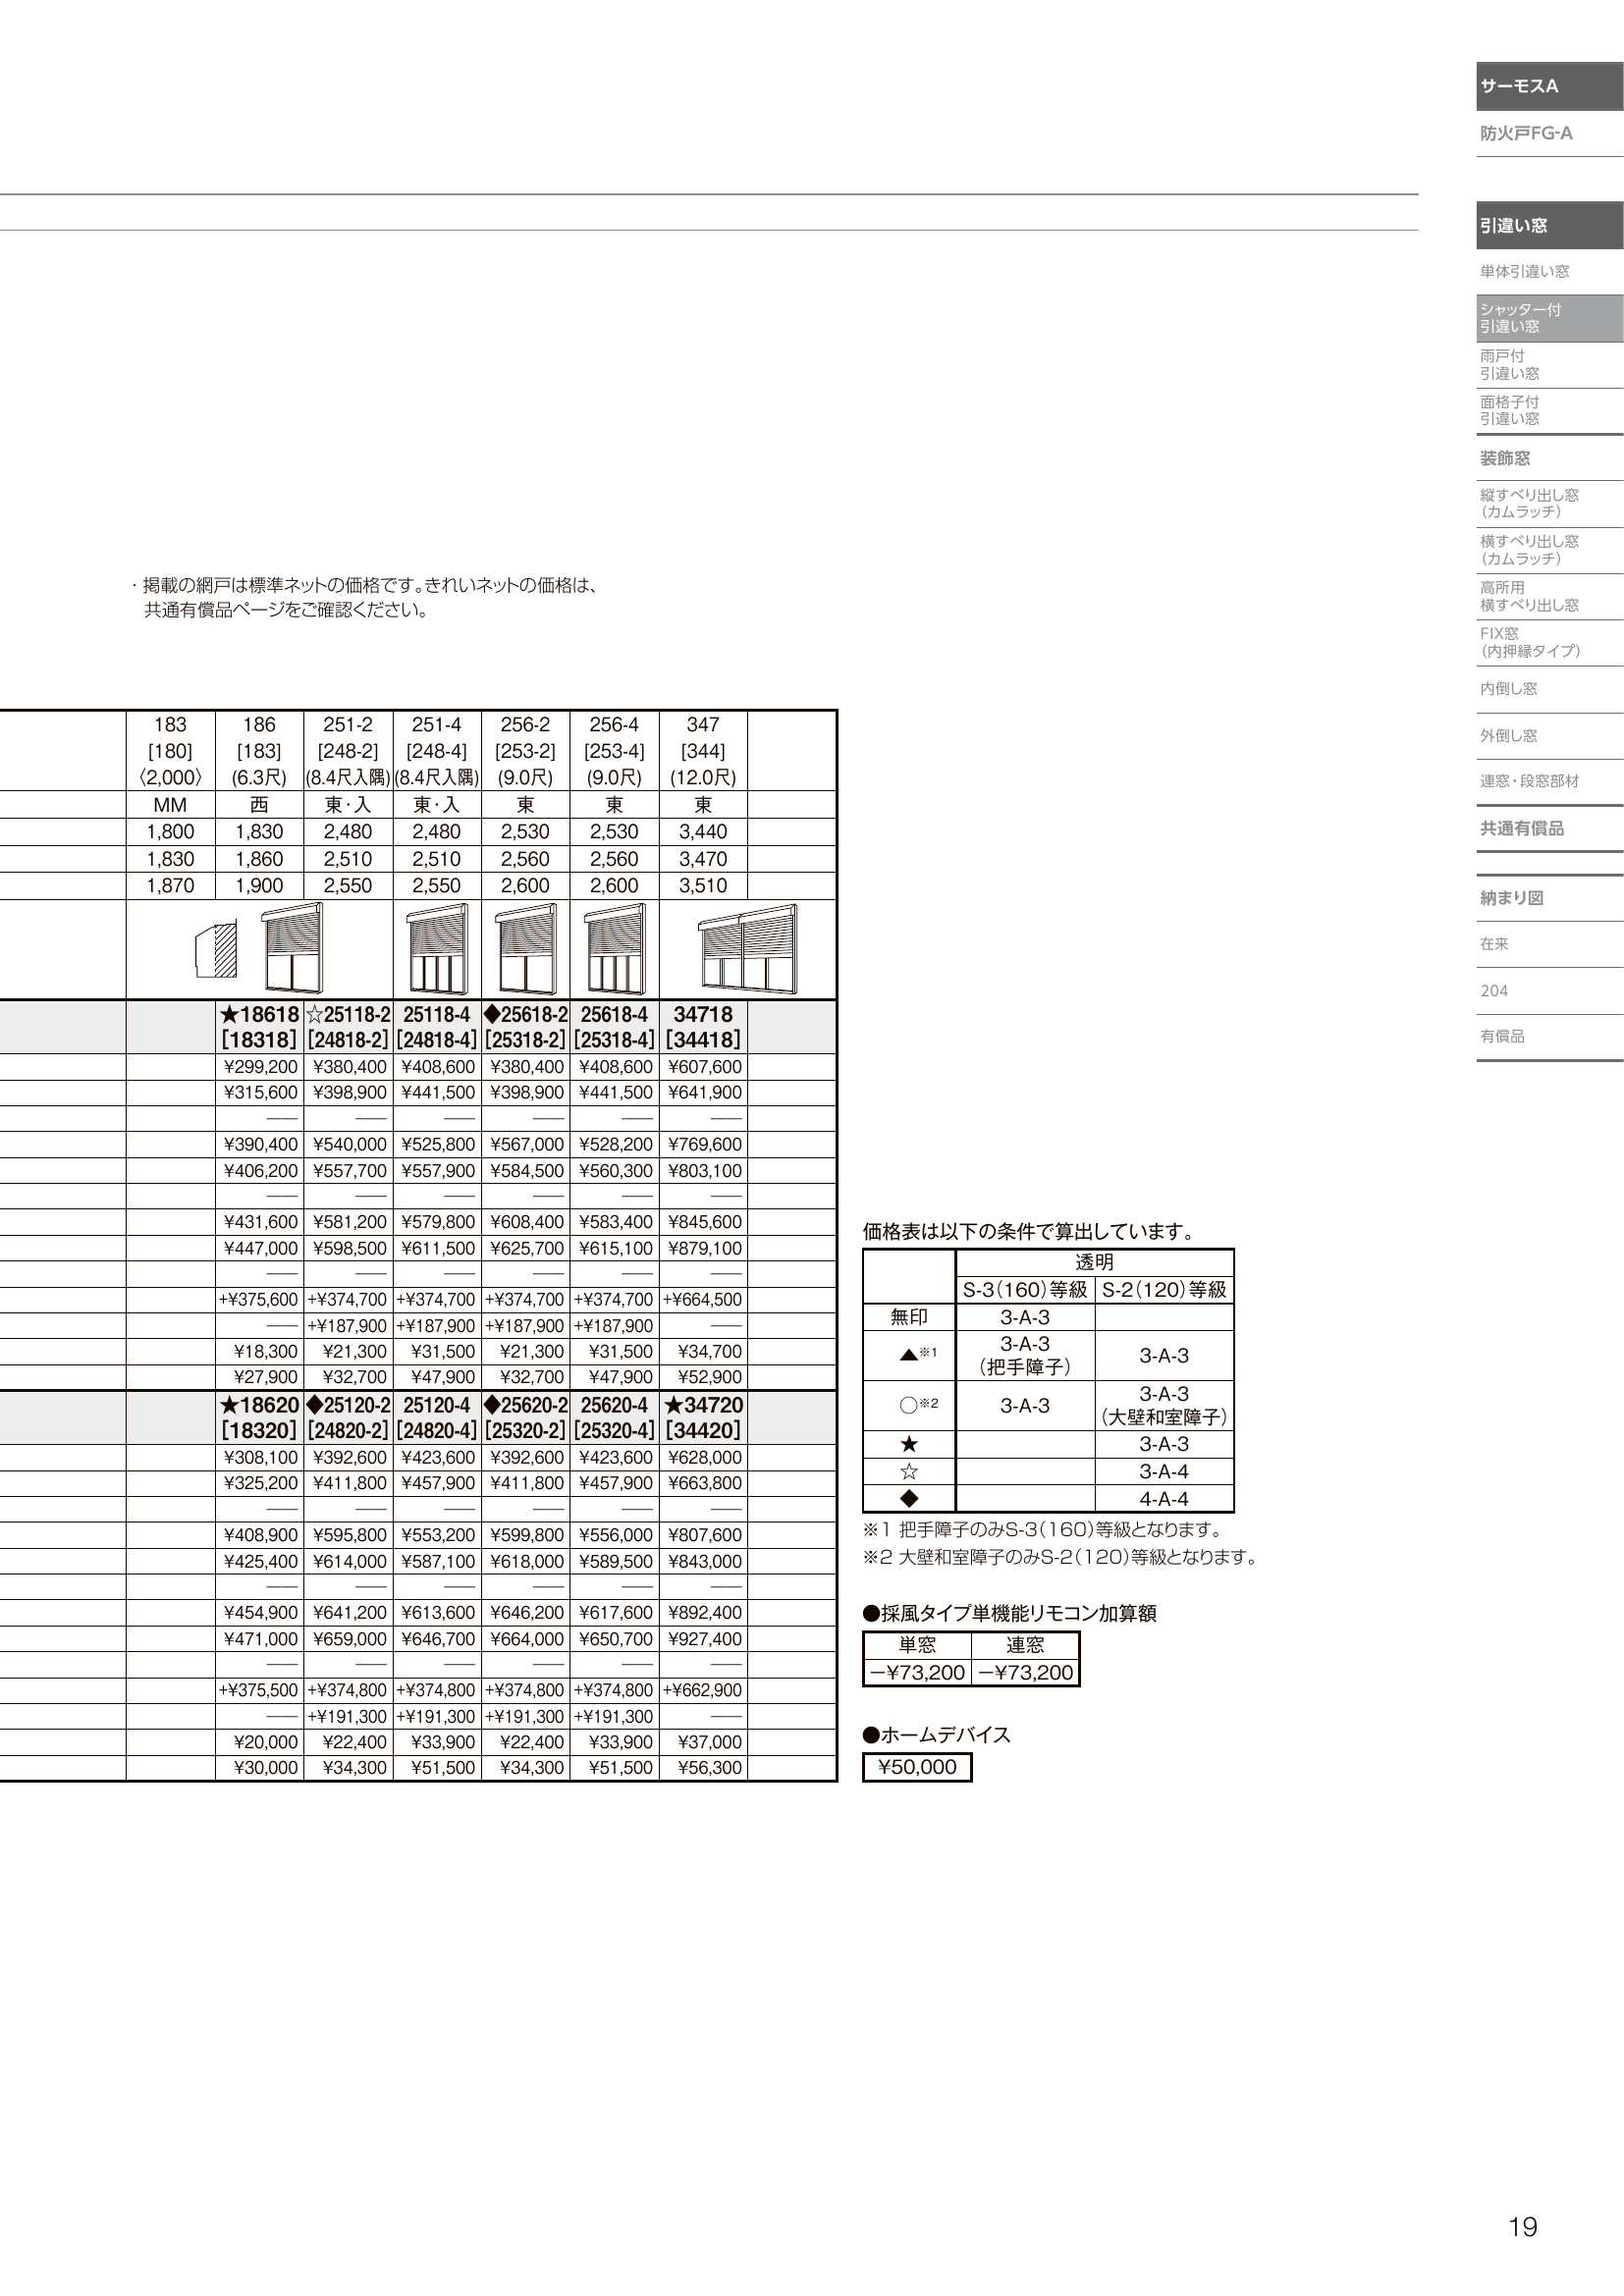 サーモスA
防火戸FG-A
引違い窓
単体引違い窓
シャッター付
引違い窓
雨戸付
引違い窓
面格子付
引違い窓
装飾窓
縦すべり出し窓
（カムラッチ）
横すべり出し窓
（カムラッチ）
高所用
横すべり出し窓
FIX窓
（内押縁タイプ）
内倒し窓
外倒し窓
連窓・段窓部材
共通有償品
納まり図
在来
204
有償品
・掲載の網戸は標準ネットの価格です。きれいネットの価格は、
共通有償品ページをご確認ください。
183 186 251-2 251-4 256-2 256-4 347
[180] [183] [248-2] [248-4] [253-2] [253-4] [344]
〈2,000〉 (6.3尺) (8.4尺入隅) (8.4尺入隅) (9.0尺) (9.0尺) (12.0尺)
MM 西 東・入 東・入 東 東 東
1,800 1,830 2,480 2,480 2,530 2,530 3,440
1,830 1,860 2,510 2,510 2,560 2,560 3,470
1,870 1,900 2,550 2,550 2,600 2,600 3,510
★18618 ☆25118-2 25118-4 ◆25618-2 25618-4 34718
[18318] [24818-2] [24818-4] [25318-2] [25318-4] [34418]
¥299,200 ¥380,400 ¥408,600 ¥380,400 ¥408,600 ¥607,600
¥315,600 ¥398,900 ¥441,500 ¥398,900 ¥441,500 ¥641,900
—— —— —— —— —— ——
¥390,400 ¥540,000 ¥525,800 ¥567,000 ¥528,200 ¥769,600
¥406,200 ¥557,700 ¥557,900 ¥584,500 ¥560,300 ¥803,100
—— —— —— —— —— ——
¥431,600 ¥581,200 ¥579,800 ¥608,400 ¥583,400 ¥845,600
¥447,000 ¥598,500 ¥611,500 ¥625,700 ¥615,100 ¥879,100
—— —— —— —— —— ——
+¥375,600 +¥374,700 +¥374,700 +¥374,700 +¥374,700 +¥664,500
—— +¥187,900 +¥187,900 +¥187,900 +¥187,900 ——
¥18,300 ¥21,300 ¥31,500 ¥21,300 ¥31,500 ¥34,700
¥27,900 ¥32,700 ¥47,900 ¥32,700 ¥47,900 ¥52,900
★18620 ◆25120-2 25120-4 ◆25620-2 25620-4 ★34720
[18320] [24820-2] [24820-4] [25320-2] [25320-4] [34420]
¥308,100 ¥392,600 ¥423,600 ¥392,600 ¥423,600 ¥628,000
¥325,200 ¥411,800 ¥457,900 ¥411,800 ¥457,900 ¥663,800
—— —— —— —— —— ——
¥408,900 ¥595,800 ¥553,200 ¥599,800 ¥556,000 ¥807,600
¥425,400 ¥614,000 ¥587,100 ¥618,000 ¥589,500 ¥843,000
—— —— —— —— —— ——
¥454,900 ¥641,200 ¥613,600 ¥646,200 ¥617,600 ¥892,400
¥471,000 ¥659,000 ¥646,700 ¥664,000 ¥650,700 ¥927,400
—— —— —— —— —— ——
+¥375,500 +¥374,800 +¥374,800 +¥374,800 +¥374,800 +¥662,900
—— +¥191,300 +¥191,300 +¥191,300 +¥191,300 ——
¥20,000 ¥22,400 ¥33,900 ¥22,400 ¥33,900 ¥37,000
¥30,000 ¥34,300 ¥51,500 ¥34,300 ¥51,500 ¥56,300
価格表は以下の条件で算出しています。
透明
S-3（160）等級 S-2（120）等級
無印 3-A-3
▲※1 3-A-3（把手障子） 3-A-3
○※2 3-A-3 3-A-3（大壁和室障子）
★ 3-A-3
☆ 3-A-4
◆ 4-A-4
※1 把手障子のみS-3（160）等級となります。
※2 大壁和室障子のみS-2（120）等級となります。
●採風タイプ単機能リモコン加算額
単窓 連窓
－¥73,200 －¥73,200
●ホームデバイス
¥50,000
19